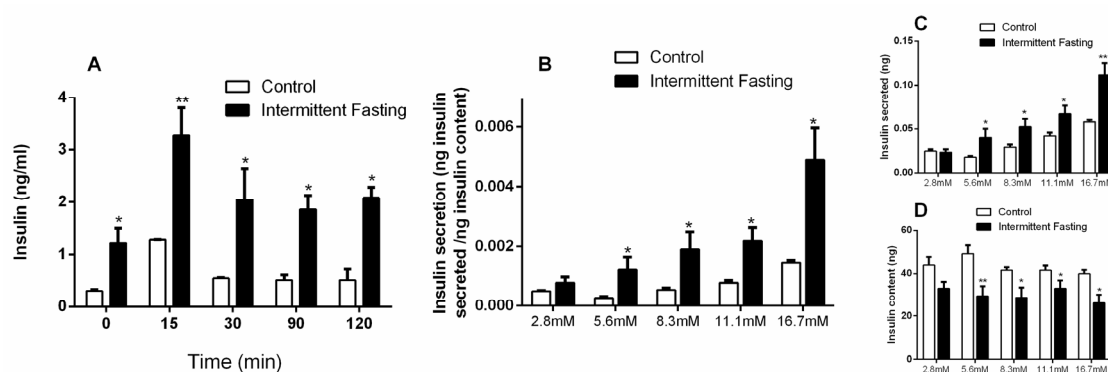 A
Control
Intermittent Fasting
Insulin (ng/ml)
4
3
2
1
0
**
*
*
*
*
0 15 30 90 120
Time (min)
B
Control
Intermittent Fasting
Insulin secretion (ng insulin
secreted /ng insulin content)
0.006
0.004
0.002
0.000
*
*
*
*
2.8mM 5.6mM 8.3mM 11.1mM 16.7mM
C
Control
Intermittent Fasting
Insulin secreted (ng)
0.15
0.10
0.05
0.00
*
*
*
**
2.8mM 5.6mM 8.3mM 11.1mM 16.7mM
D
Control
Intermittent Fasting
Insulin content (ng)
60
40
20
0
**
*
*
*
2.8mM 5.6mM 8.3mM 11.1mM 16.7mM